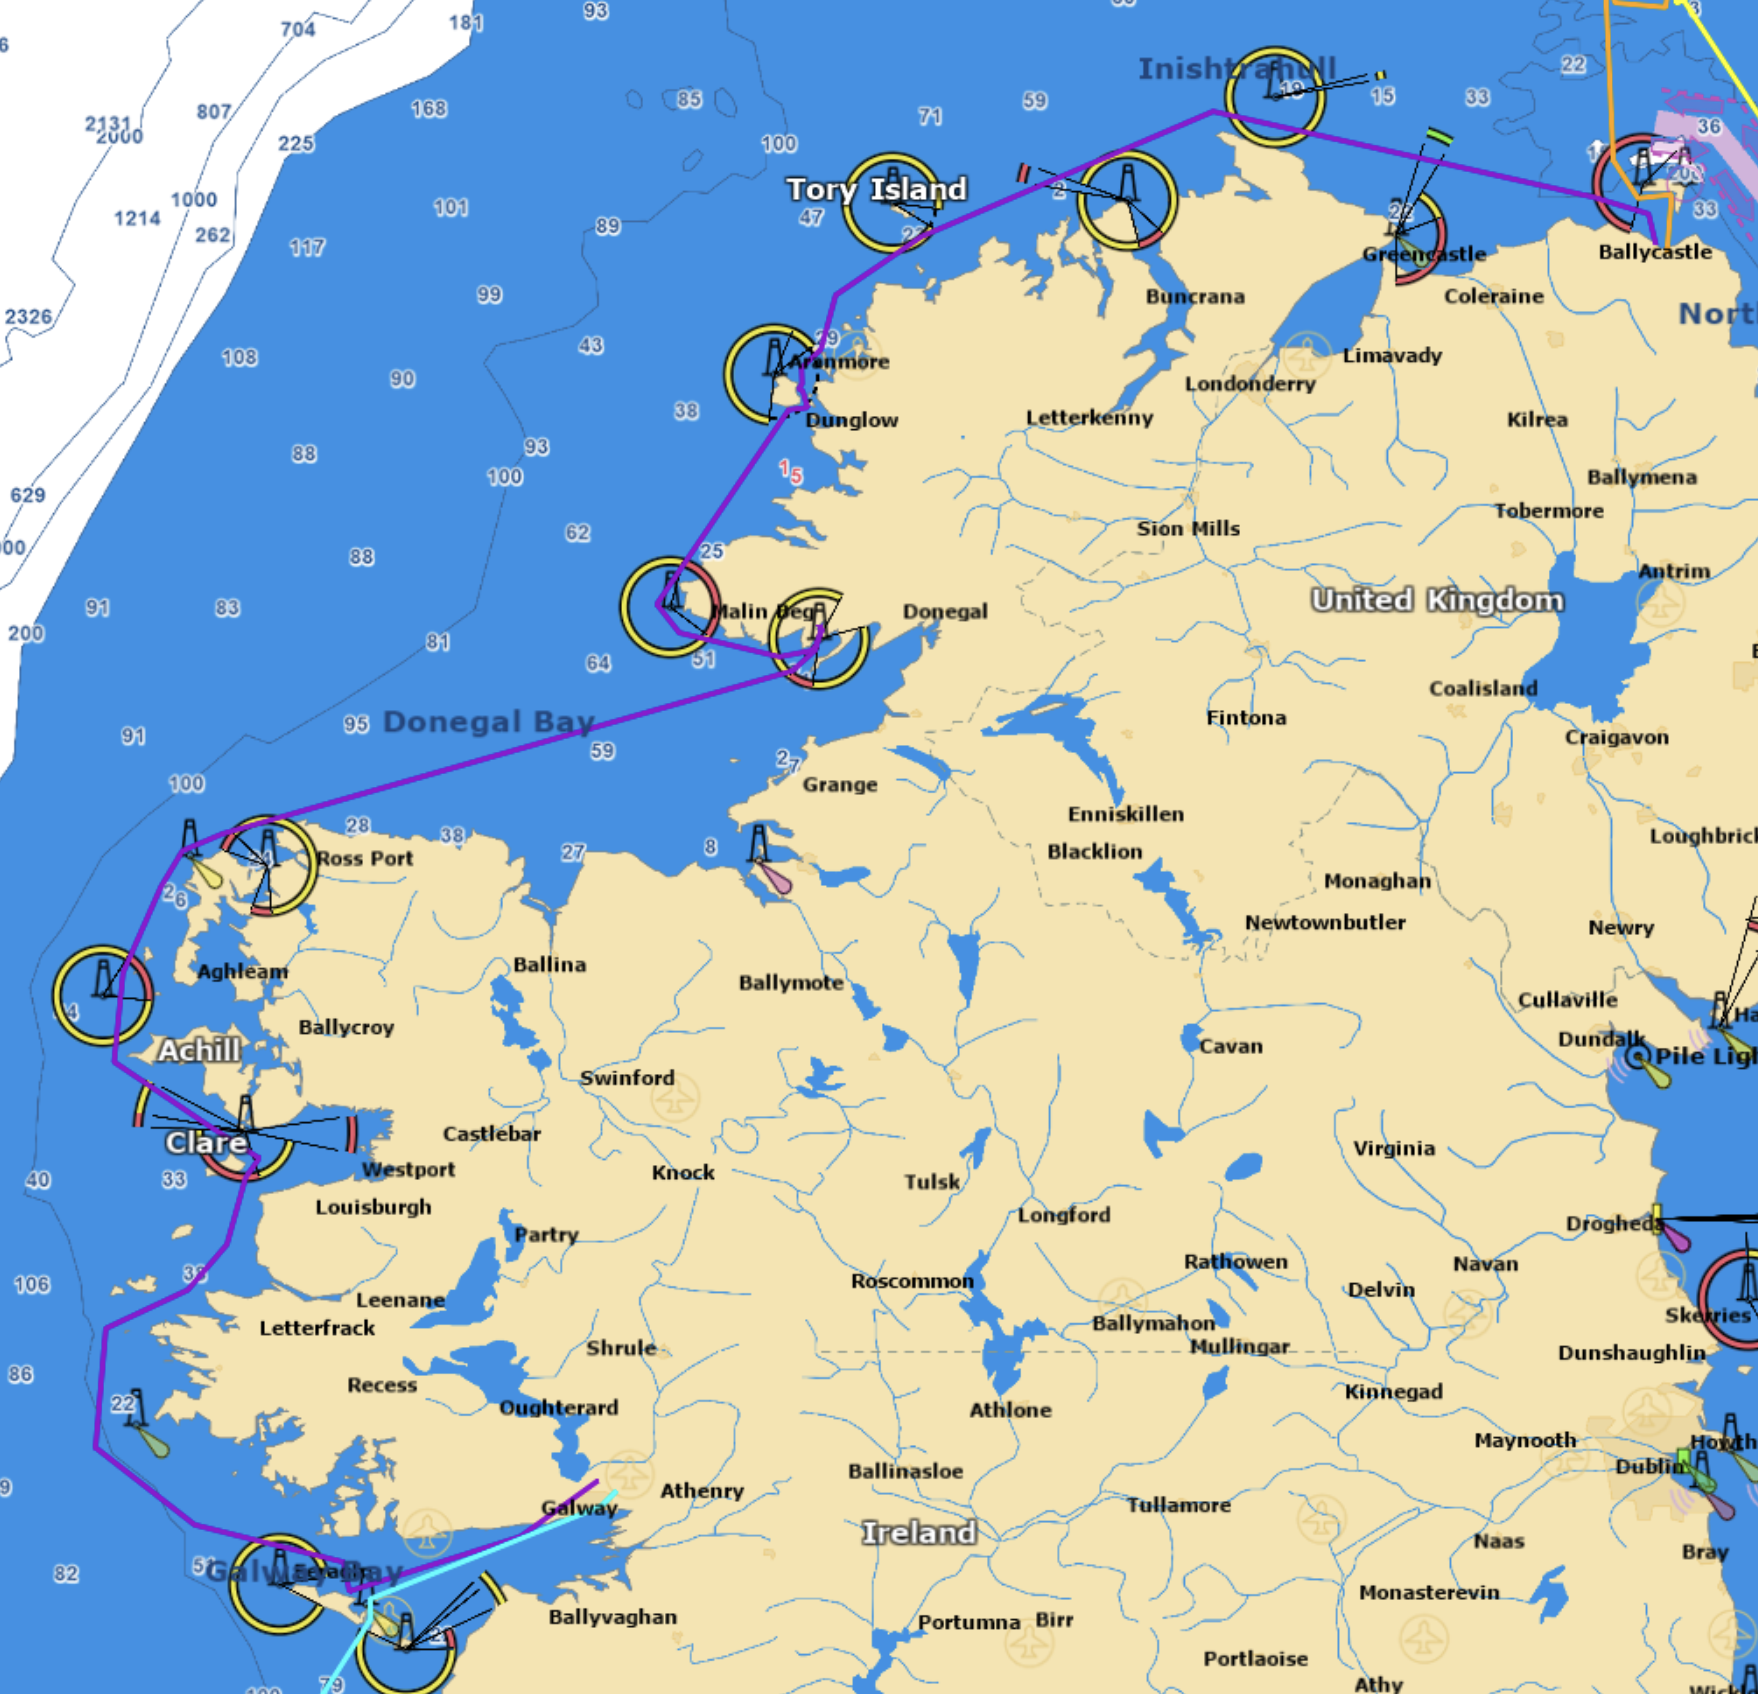 93
704
181
Inishtrahull
22
85
59
168
807
2131
2000
71
19
15
33
36
225
100
Tory Island
1000
1214
101
47
2
33
262
89
117
Greencastle
Ballycastle
99
Buncrana
Coleraine
2326
North
29
43
108
Aranmore
Limavady
90
Londonderry
38
Dunglow
Letterkenny
Kilrea
88
93
15
100
Ballymena
629
Tobermore
62
Sion Mills
25
88
Antrim
United Kingdom
91
83
Malin Beg
Donegal
200
81
64
51
Coalisland
Donegal Bay
95
Fintona
91
59
Craigavon
27
100
Grange
Enniskillen
28
38
Loughbrick
8
27
Ross Port
Blacklion
Monaghan
26
Newtownbutler
Newry
Aghleam
Ballina
Ballymote
Cullaville
Ballycroy
Dundalk
Cavan
Achill
Pile Ligh
Swinford
Castlebar
Clare
Virginia
Westport
Knock
40
33
Tulsk
Louisburgh
Longford
Drogheda
Partry
Rathowen
Navan
106
Roscommon
Delvin
Leenane
Skerries
Letterfrack
Ballymahon
Shrule
Mullingar
Dunshaughlin
86
Recess
Kinnegad
22
Oughterard
Athlone
Maynooth
Howth
Ballinasloe
Dublin
Athenry
Galway
Tullamore
Ireland
Naas
Bray
82
Galway Bay
Monasterevin
Ballyvaghan
Portumna
Birr
Portlaoise
79
Athy